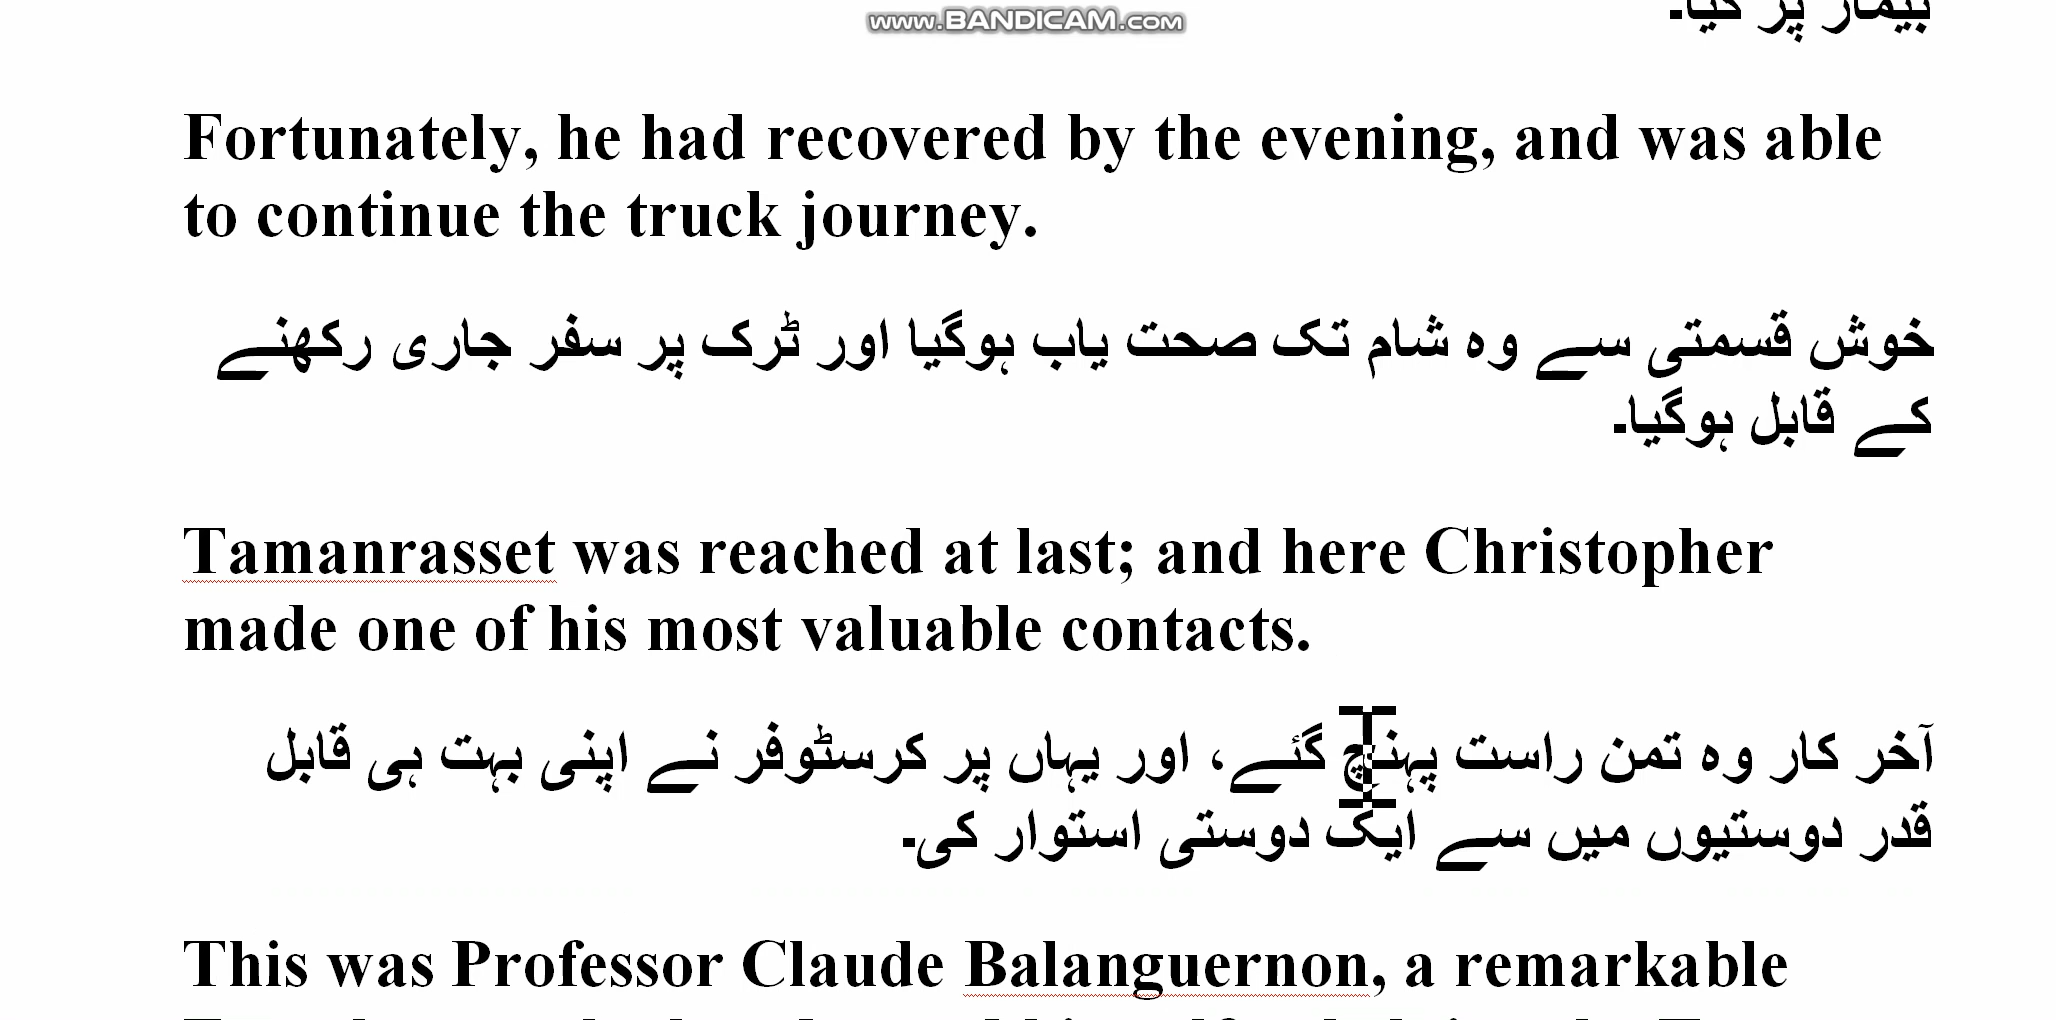 www.BANDICAM.com
بیمار پر گیا۔
Fortunately, he had recovered by the evening, and was able
to continue the truck journey.
خوش قسمتی سے وہ شام تک صحت یاب ہوگیا اور ٹرک پر سفر جاری رکھنے
کے قابل ہوگیا۔
Tamanrasset was reached at last; and here Christopher
made one of his most valuable contacts.
آخر کار وہ تمن راست پہنچ گئے، اور یہاں پر کرسٹوفر نے اپنی بہت ہی قابل
قدر دوستیوں میں سے ایک دوستی استوار کی۔
This was Professor Claude Balanguernon, a remarkable